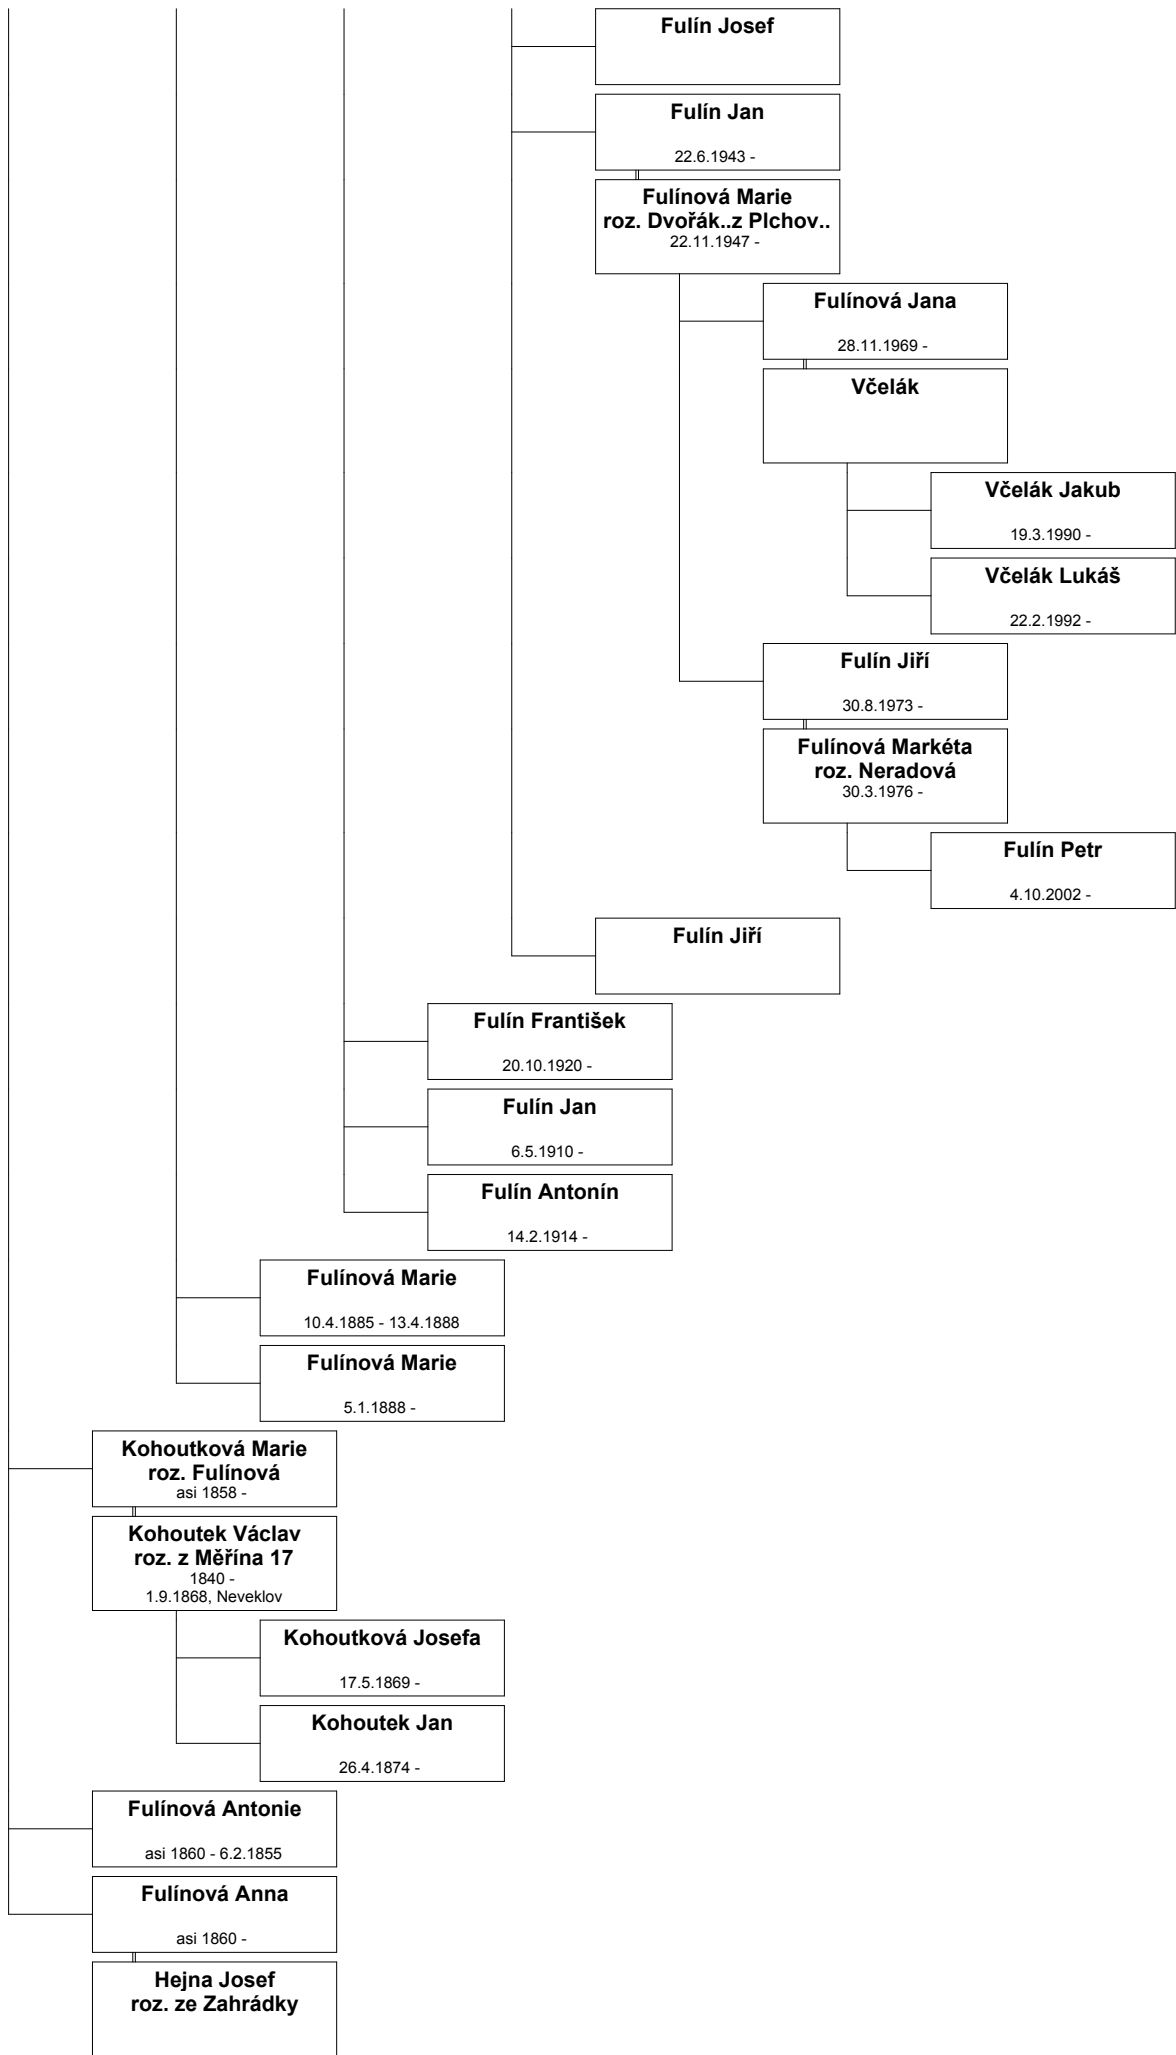 Fulín Josef
Fulín Jan
22.6.1943 -
Fulínová Marie
roz. Dvořák..z Plchov..
22.11.1947 -
Fulínová Jana
28.11.1969 -
Včelák
Včelák Jakub
19.3.1990 -
Včelák Lukáš
22.2.1992 -
Fulín Jiří
30.8.1973 -
Fulínová Markéta
roz. Neradová
30.3.1976 -
Fulín Petr
4.10.2002 -
Fulín Jiří
Fulín František
20.10.1920 -
Fulín Jan
6.5.1910 -
Fulín Antonín
14.2.1914 -
Fulínová Marie
10.4.1885 - 13.4.1888
Fulínová Marie
5.1.1888 -
Kohoutková Marie
roz. Fulínová
asi 1858 -
Kohoutek Václav
roz. z Měřína 17
1840 -
1.9.1868, Neveklov
Kohoutková Josefa
17.5.1869 -
Kohoutek Jan
26.4.1874 -
Fulínová Antonie
asi 1860 - 6.2.1855
Fulínová Anna
asi 1860 -
Hejna Josef
roz. ze Zahrádky